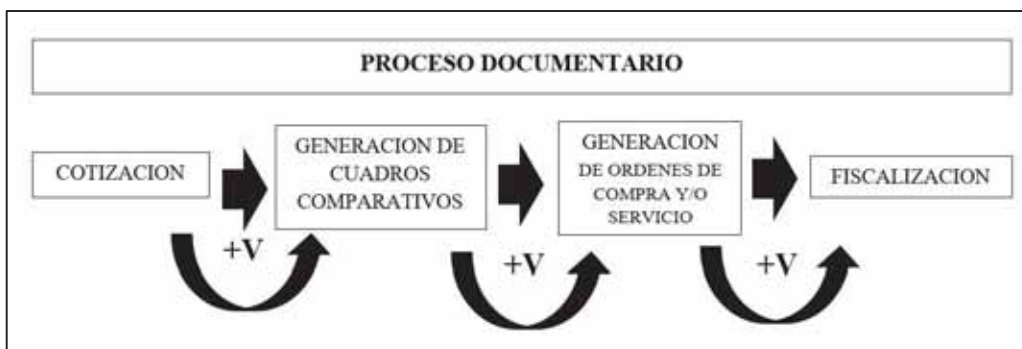 PROCESO DOCUMENTARIO
COTIZACION
GENERACION DE
CUADROS
COMPARATIVOS
GENERACION
DE ORDENES DE
COMPRA Y/O
SERVICIO
FISCALIZACION
+V
+V
+V